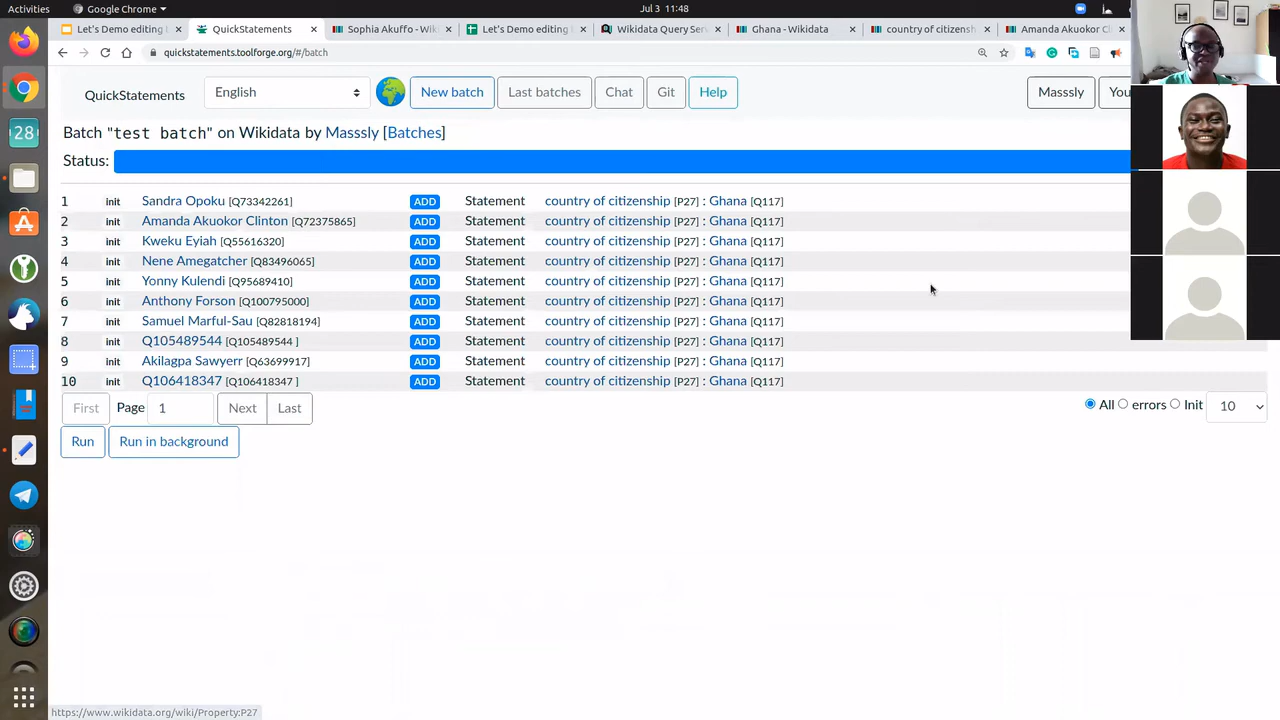 Activities
Google Chrome
Jul 3 11:48
Let's Demo editing
QuickStatements
Sophia Akuffo - Wik
Let's Demo editing
Wikidata Query Ser
Ghana - Wikidata
country of citizensh
Amanda Akuokor Cl
quickstatements.toolforge.org/#/batch
QuickStatements
English
New batch
Last batches
Chat
Git
Help
Masssly
You
Batch "test batch" on Wikidata by Masssly [Batches]
Status:
1 init Sandra Opoku [Q73342261] ADD Statement country of citizenship [P27] : Ghana [Q117]
2 init Amanda Akuokor Clinton [Q72375865] ADD Statement country of citizenship [P27] : Ghana [Q117]
3 init Kweku Eyiah [Q55616320] ADD Statement country of citizenship [P27] : Ghana [Q117]
4 init Nene Amegatcher [Q83496065] ADD Statement country of citizenship [P27] : Ghana [Q117]
5 init Yonny Kulendi [Q95689410] ADD Statement country of citizenship [P27] : Ghana [Q117]
6 init Anthony Forson [Q100795000] ADD Statement country of citizenship [P27] : Ghana [Q117]
7 init Samuel Marful-Sau [Q82818194] ADD Statement country of citizenship [P27] : Ghana [Q117]
8 init Q105489544 [Q105489544 ] ADD Statement country of citizenship [P27] : Ghana [Q117]
9 init Akilagpa Sawyerr [Q63699917] ADD Statement country of citizenship [P27] : Ghana [Q117]
10 init Q106418347 [Q106418347 ] ADD Statement country of citizenship [P27] : Ghana [Q117]
First Page 1 Next Last
All errors Init 10
Run Run in background
28
https://www.wikidata.org/wiki/Property:P27